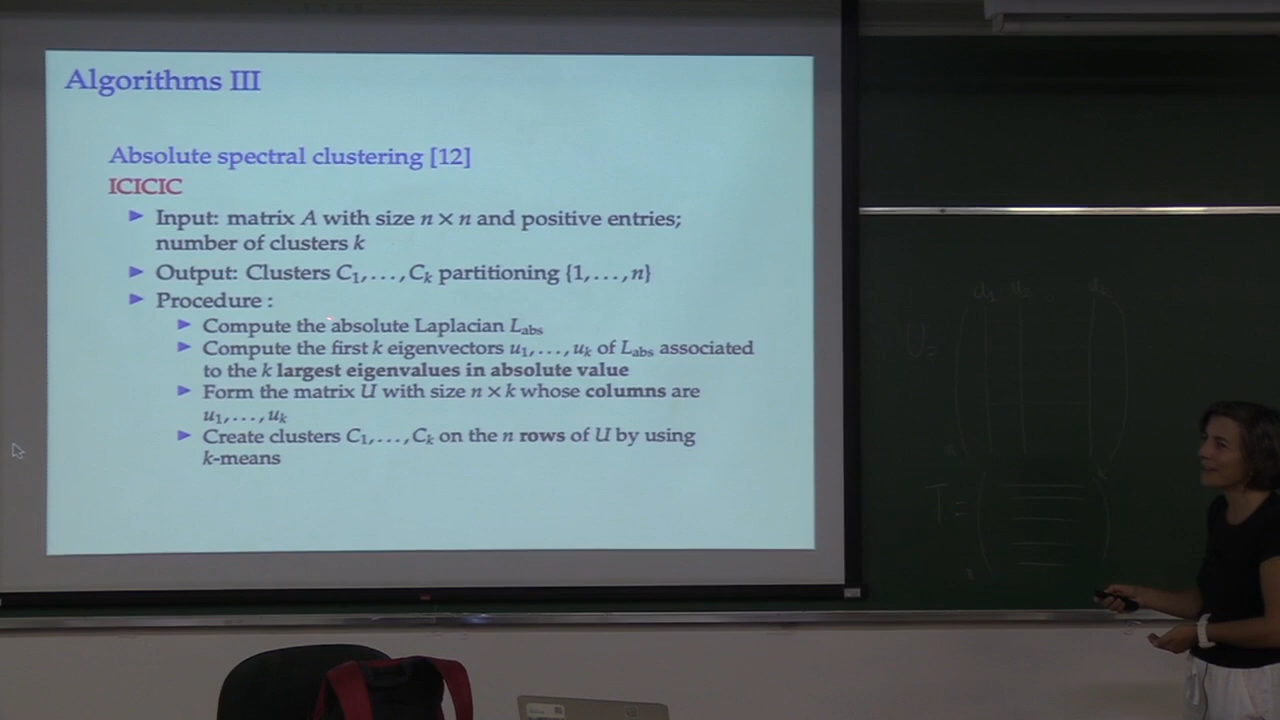 Algorithms III
Absolute spectral clustering [12]
ICICIC
Input: matrix A with size n × n and positive entries;
number of clusters k
Output: Clusters C₁,...,Cₖ partitioning {1,...,n}
Procedure :
Compute the absolute Laplacian L_abs
Compute the first k eigenvectors u₁,...,uₖ of L_abs associated
to the k largest eigenvalues in absolute value
Form the matrix U with size n × k whose columns are
u₁,...,uₖ
Create clusters C₁,...,Cₖ on the n rows of U by using
k-means
U=
T=